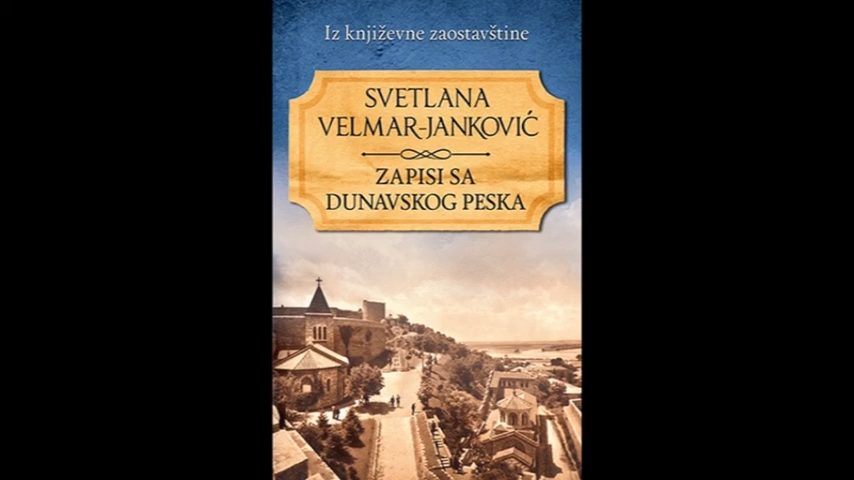 Iz književne zaostavštine
SVETLANA
VELMAR-JANKOVIĆ
ZAPISI SA
DUNAVSKOG PESKA